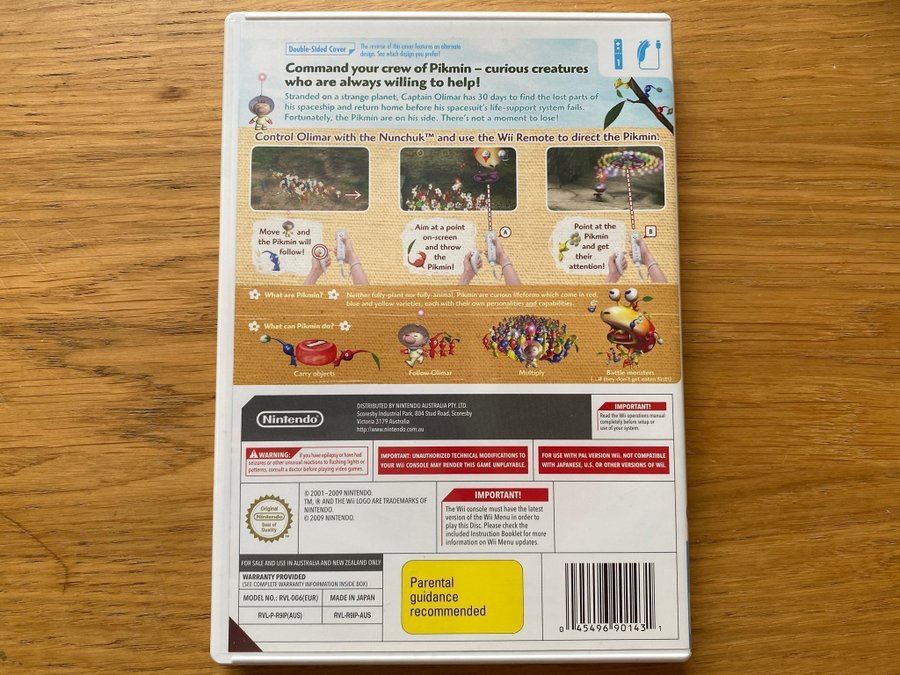 Double-Sided Cover
The reverse of this cover features an alternate
design. See which design you prefer!
1
Command your crew of Pikmin – curious creatures
who are always willing to help!
Stranded on a strange planet, Captain Olimar has 30 days to find the lost parts of
his spaceship and return home before his spacesuit's life-support system fails.
Fortunately, the Pikmin are on his side. There's not a moment to lose!
Control Olimar with the Nunchuk™ and use the Wii Remote to direct the Pikmin.
Move
and
the Pikmin will
follow!
Aim at a point
on-screen
and throw
the
Pikmin!
A
Point at the
Pikmin
and get
their
attention!
B
What are Pikmin?
Neither fully-plant nor fully-animal, Pikmin are curious lifeforms which come in red,
blue and yellow varieties, each with their own personalities and capabilities.
What can Pikmin do?
Carry objects
Follow Olimar
Multiply
Battle monsters
(...if they don't get eaten first!)
Nintendo
DISTRIBUTED BY NINTENDO AUSTRALIA PTY. LTD.
Scoresby Industrial Park, 804 Stud Road, Scoresby
Victoria 3179 Australia
http://www.nintendo.com.au
IMPORTANT!
Read the Wii operations manual
completely before setup or
use of your system.
WARNING: If you have epilepsy or have had
seizures or other unusual reactions to flashing lights or
patterns, consult a doctor before playing video games.
IMPORTANT: UNAUTHORIZED TECHNICAL MODIFICATIONS TO
YOUR Wii CONSOLE MAY RENDER THIS GAME UNPLAYABLE.
FOR USE WITH PAL VERSION Wii. NOT COMPATIBLE
WITH JAPANESE, U.S. OR OTHER VERSIONS OF Wii.
Original
Nintendo
Seal of
Quality
© 2001–2009 NINTENDO.
TM, ® AND THE Wii LOGO ARE TRADEMARKS OF
NINTENDO.
© 2009 NINTENDO.
IMPORTANT!
The Wii console must have the latest
version of the Wii Menu in order to
play this Disc. Please check the
included Instruction Booklet for more
information on Wii Menu updates.
FOR SALE AND USE IN AUSTRALIA AND NEW ZEALAND ONLY
WARRANTY PROVIDED
(SEE COMPLETE WARRANTY INFORMATION INSIDE BOX)
MODEL NO.: RVL-006(EUR)
MADE IN JAPAN
RVL-P-R9IP(AUS)
RVL-R9IP-AUS
Parental
guidance
recommended
0 45496 90143 1